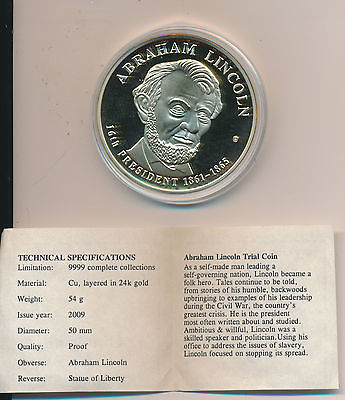 ABRAHAM LINCOLN
16th PRESIDENT 1861-1865
TECHNICAL SPECIFICATIONS
Limitation: 9999 complete collections
Material: Cu, layered in 24k gold
Weight: 54 g
Issue year: 2009
Diameter: 50 mm
Quality: Proof
Obverse: Abraham Lincoln
Reverse: Statue of Liberty
Abraham Lincoln Trial Coin
As a self-made man leading a
self-governing nation, Lincoln became a
folk hero. Tales continue to be told,
from stories of his humble, backwoods
upbringing to examples of his leadership
during the Civil War, the country's
greatest crisis. He is the president
most often written about and studied.
Ambitious & willful, Lincoln was a
skilled speaker and politician. Using his
office to address the issues of slavery,
Lincoln focused on stopping its spread.